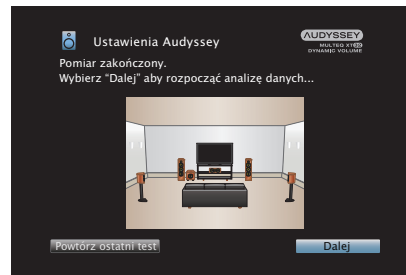 Ustawienia Audyssey
AUDYSSEY
MULTEQ XT32
DYNAMIC VOLUME
Pomiar zakończony.
Wybierz “Dalej” aby rozpocząć analizę danych...
Powtórz ostatni test
Dalej